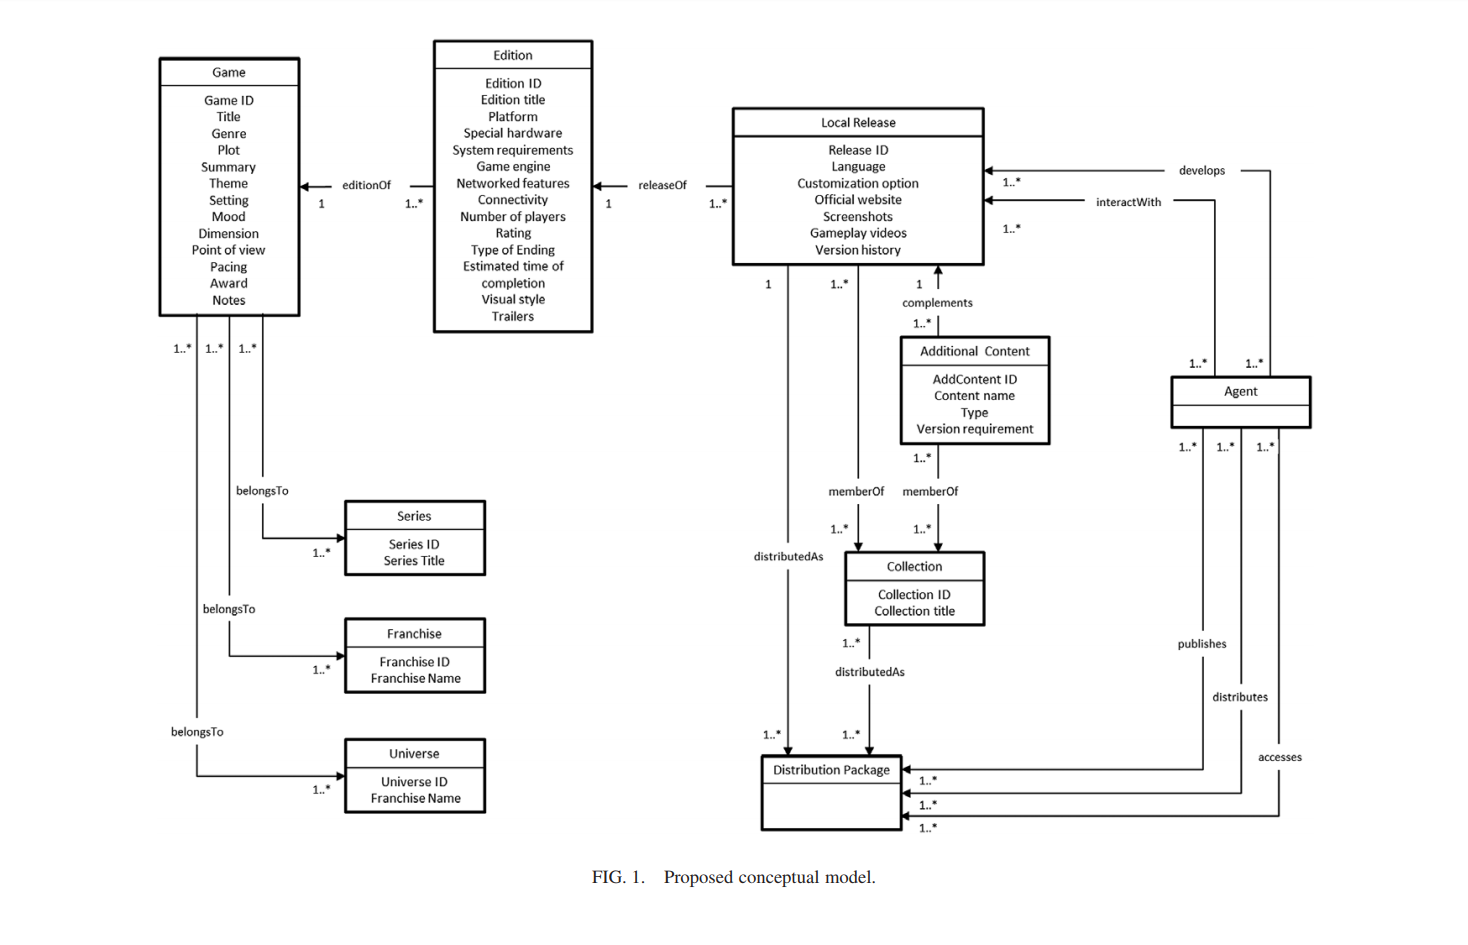 Game
Game ID
Title
Genre
Plot
Summary
Theme
Setting
Mood
Dimension
Point of view
Pacing
Award
Notes
Edition
Edition ID
Edition title
Platform
Special hardware
System requirements
Game engine
Networked features
Connectivity
Number of players
Rating
Type of Ending
Estimated time of
completion
Visual style
Trailers
Local Release
Release ID
Language
Customization option
Official website
Screenshots
Gameplay videos
Version history
editionOf
1
1..*
releaseOf
1
1..*
develops
1..*
interactWith
1..*
1..*
1..*
1..*
1..*
1..*
1
1..*
1
complements
1..*
Additional Content
AddContent ID
Content name
Type
Version requirement
Agent
1..*
1..*
1..*
1..*
belongsTo
1..*
Series
Series ID
Series Title
memberOf
memberOf
1..*
1..*
distributedAs
Collection
Collection ID
Collection title
belongsTo
1..*
Franchise
Franchise ID
Franchise Name
1..*
distributedAs
publishes
distributes
accesses
belongsTo
1..*
Universe
Universe ID
Franchise Name
1..*
1..*
Distribution Package
1..*
1..*
1..*
FIG. 1. Proposed conceptual model.